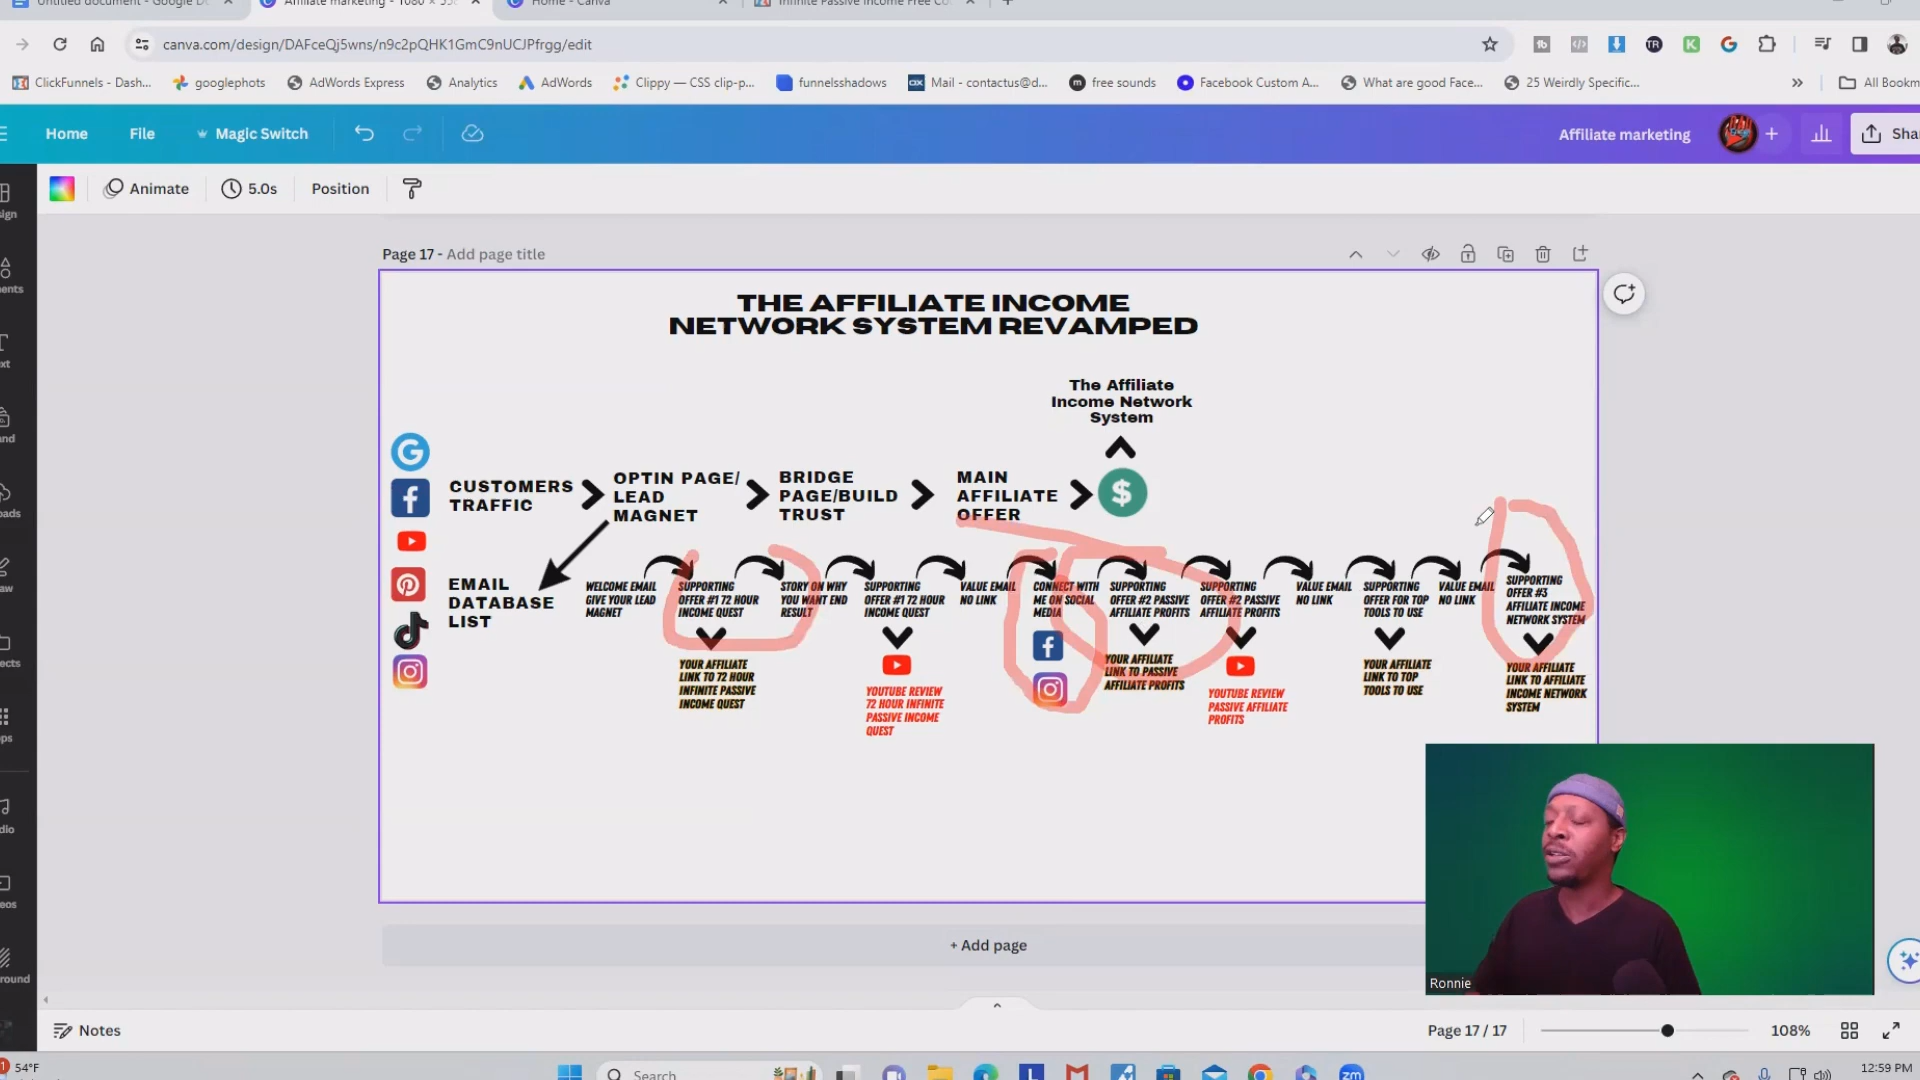 Untitled document - Google D
Affiliate marketing - 1080 ×
Home - Canva
Infinite Passive Income Free Co
canva.com/design/DAFceQj5wns/n9c2pQHK1GmC9nUCJPfrgg/edit
ClickFunnels - Dash...
googlephots
AdWords Express
Analytics
AdWords
Clippy — CSS clip-p...
funnelsshadows
Mail - contactus@d...
free sounds
Facebook Custom A...
What are good Face...
25 Weirdly Specific...
All Bookm
Home
File
Magic Switch
Affiliate marketing
Sha
Animate
5.0s
Position
Page 17 - Add page title
THE AFFILIATE INCOME
NETWORK SYSTEM REVAMPED
The Affiliate
Income Network
System
CUSTOMERS
TRAFFIC
OPTIN PAGE/
LEAD
MAGNET
BRIDGE
PAGE/BUILD
TRUST
MAIN
AFFILIATE
OFFER
$
EMAIL
DATABASE
LIST
WELCOME EMAIL
GIVE YOUR LEAD
MAGNET
SUPPORTING
OFFER #1 72 HOUR
INCOME QUEST
STORY ON WHY
YOU WANT END
RESULT
SUPPORTING
OFFER #1 72 HOUR
INCOME QUEST
VALUE EMAIL
NO LINK
CONNECT WITH
ME ON SOCIAL
MEDIA
SUPPORTING
OFFER #2 PASSIVE
AFFILIATE PROFITS
SUPPORTING
OFFER #2 PASSIVE
AFFILIATE PROFITS
VALUE EMAIL
NO LINK
SUPPORTING
OFFER FOR TOP
TOOLS TO USE
VALUE EMAIL
NO LINK
SUPPORTING
OFFER #3
AFFILIATE INCOME
NETWORK SYSTEM
YOUR AFFILIATE
LINK TO 72 HOUR
INFINITE PASSIVE
INCOME QUEST
YOUTUBE REVIEW
72 HOUR INFINITE
PASSIVE INCOME
QUEST
YOUR AFFILIATE
LINK TO PASSIVE
AFFILIATE PROFITS
YOUTUBE REVIEW
PASSIVE AFFILIATE
PROFITS
YOUR AFFILIATE
LINK TO TOP
TOOLS TO USE
YOUR AFFILIATE
LINK TO AFFILIATE
INCOME NETWORK
SYSTEM
+ Add page
Ronnie
Notes
Page 17 / 17
108%
54°F
Search
12:59 PM